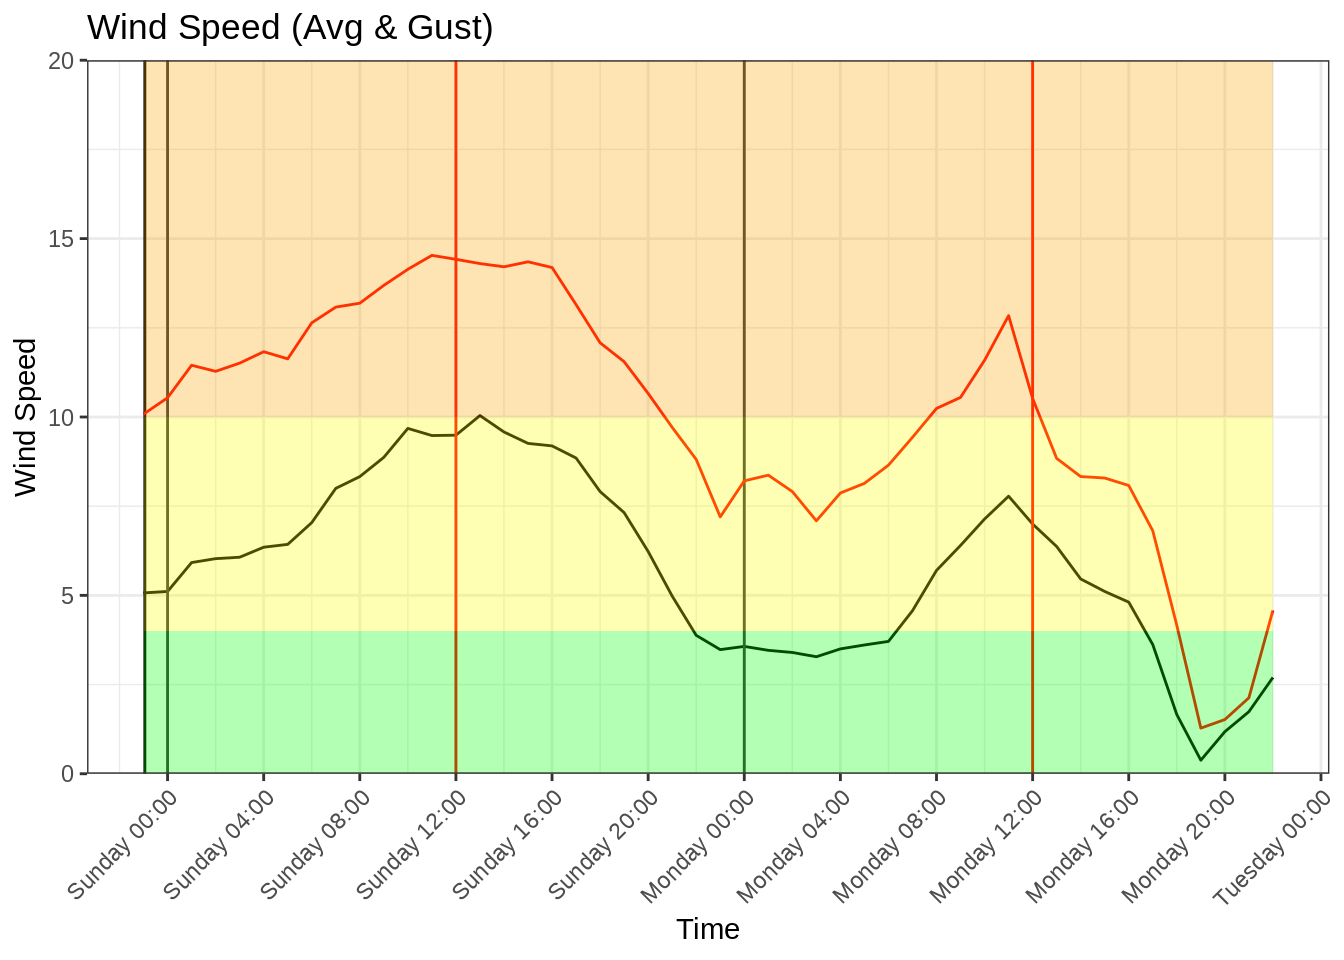 Wind Speed (Avg & Gust)
Wind Speed
20
15
10
5
0
Sunday 00:00
Sunday 04:00
Sunday 08:00
Sunday 12:00
Sunday 16:00
Sunday 20:00
Monday 00:00
Monday 04:00
Monday 08:00
Monday 12:00
Monday 16:00
Monday 20:00
Tuesday 00:00
Time